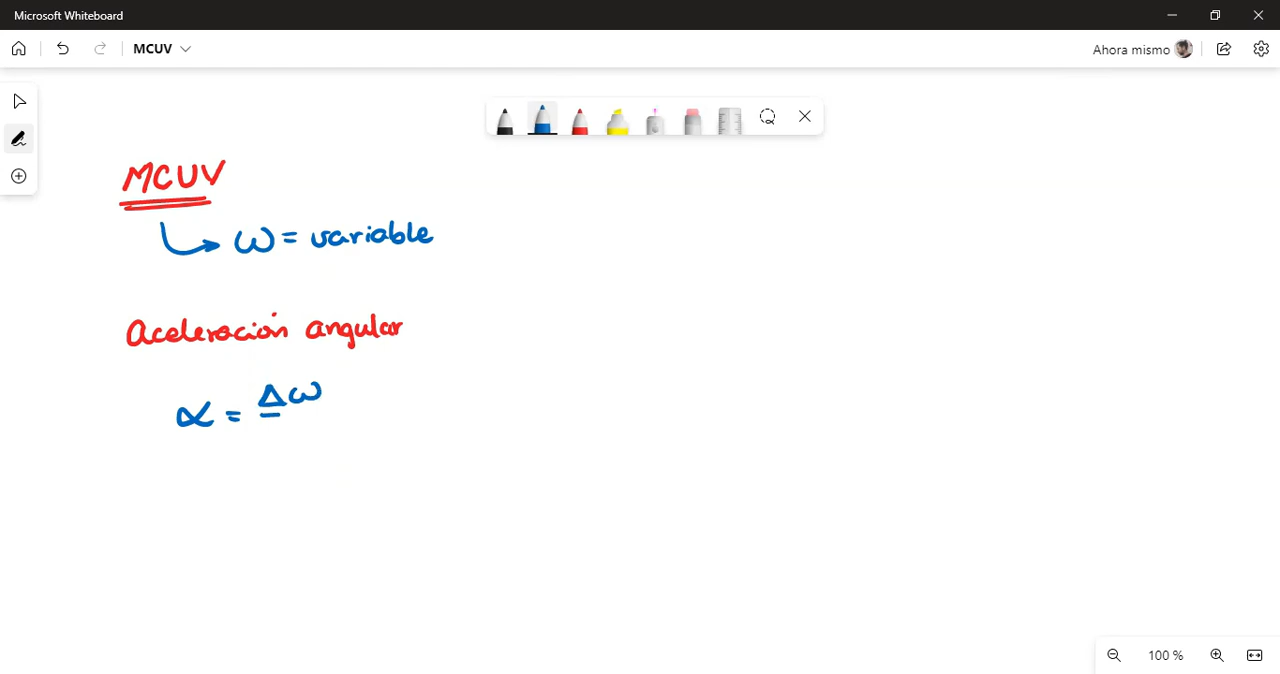 Microsoft Whiteboard
MCUV
Ahora mismo
MCUV
ω = variable
Aceleración angular
α = Δω
100 %